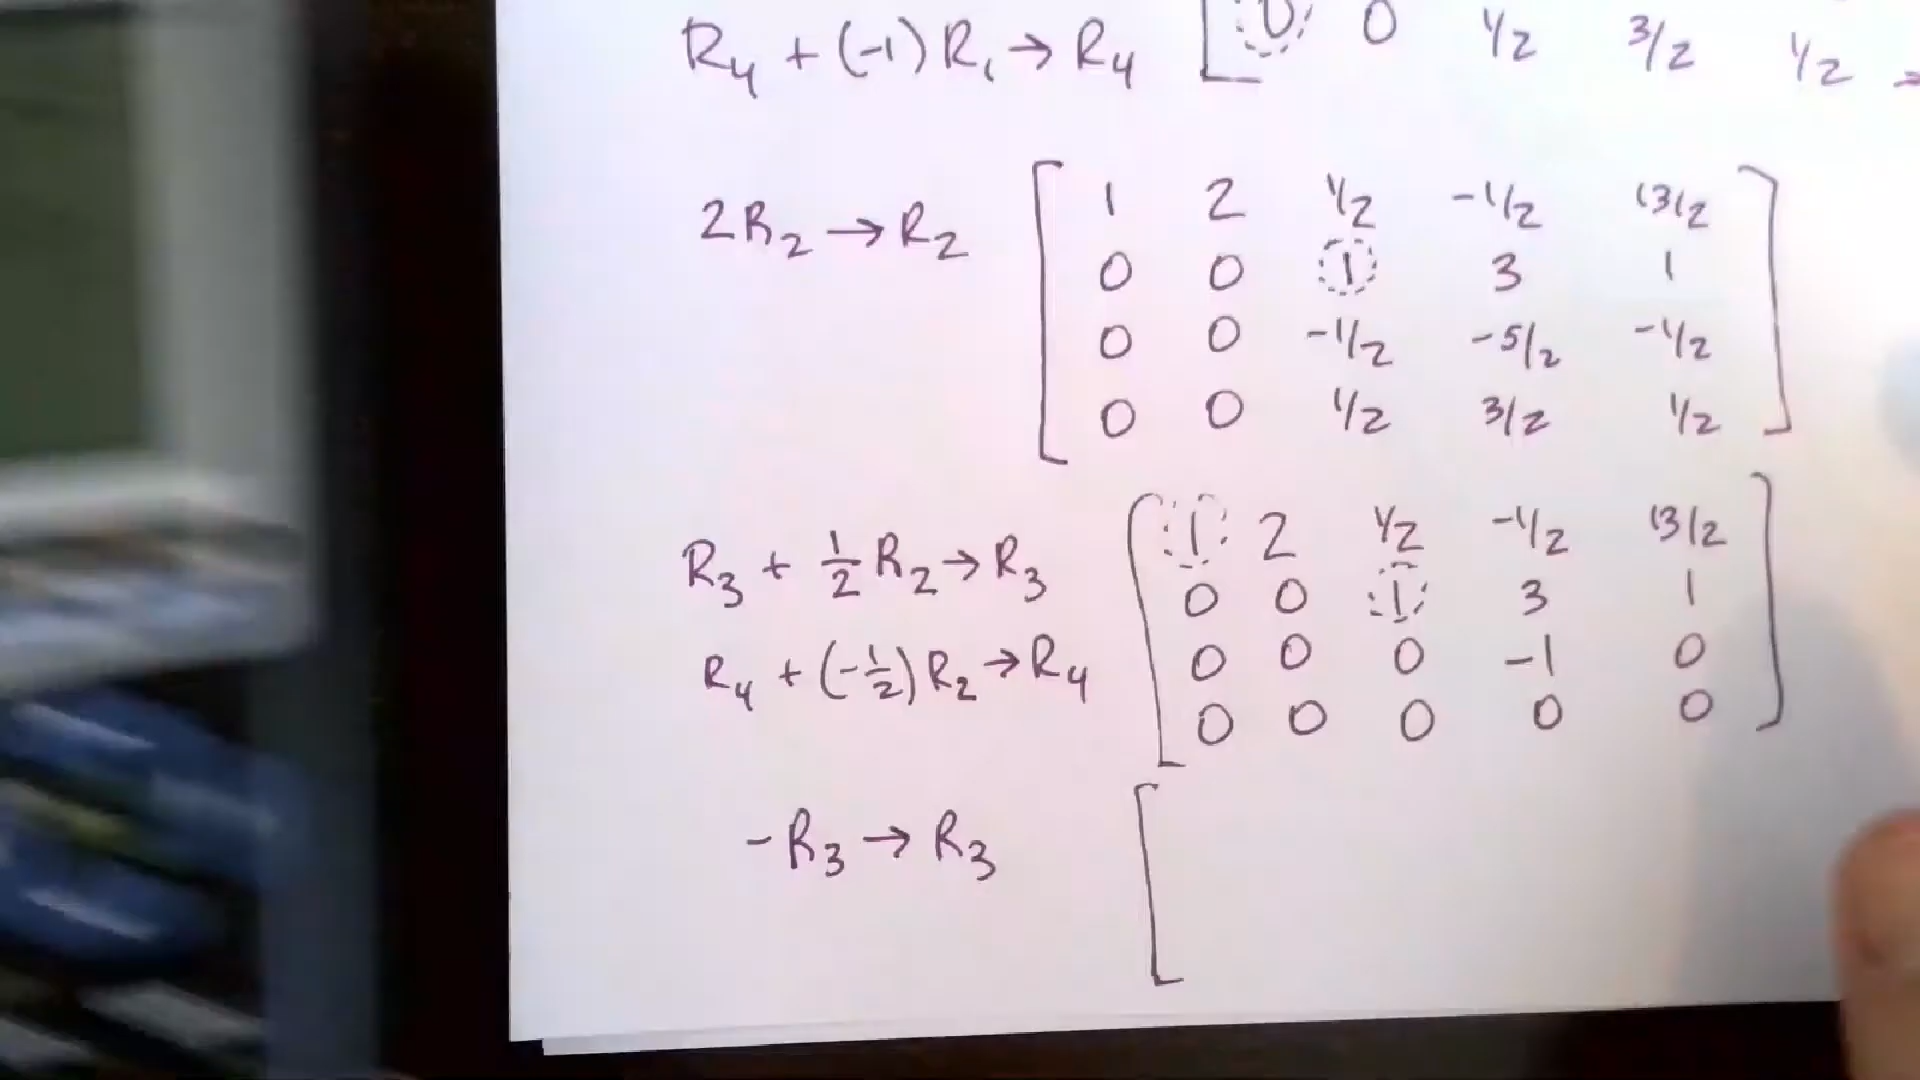 R4 + (-1) R1 → R4 [ 0 0 1/2 3/2 1/2
2R2 → R2 [ 1 2 1/2 -1/2 13/2 ]
0 0 1 3 1
0 0 -1/2 -5/2 -1/2
0 0 1/2 3/2 1/2
R3 + 1/2 R2 → R3 [ 1 2 1/2 -1/2 13/2 ]
0 0 1 3 1
R4 + (-1/2) R2 → R4 0 0 0 -1 0
0 0 0 0 0
-R3 → R3 [